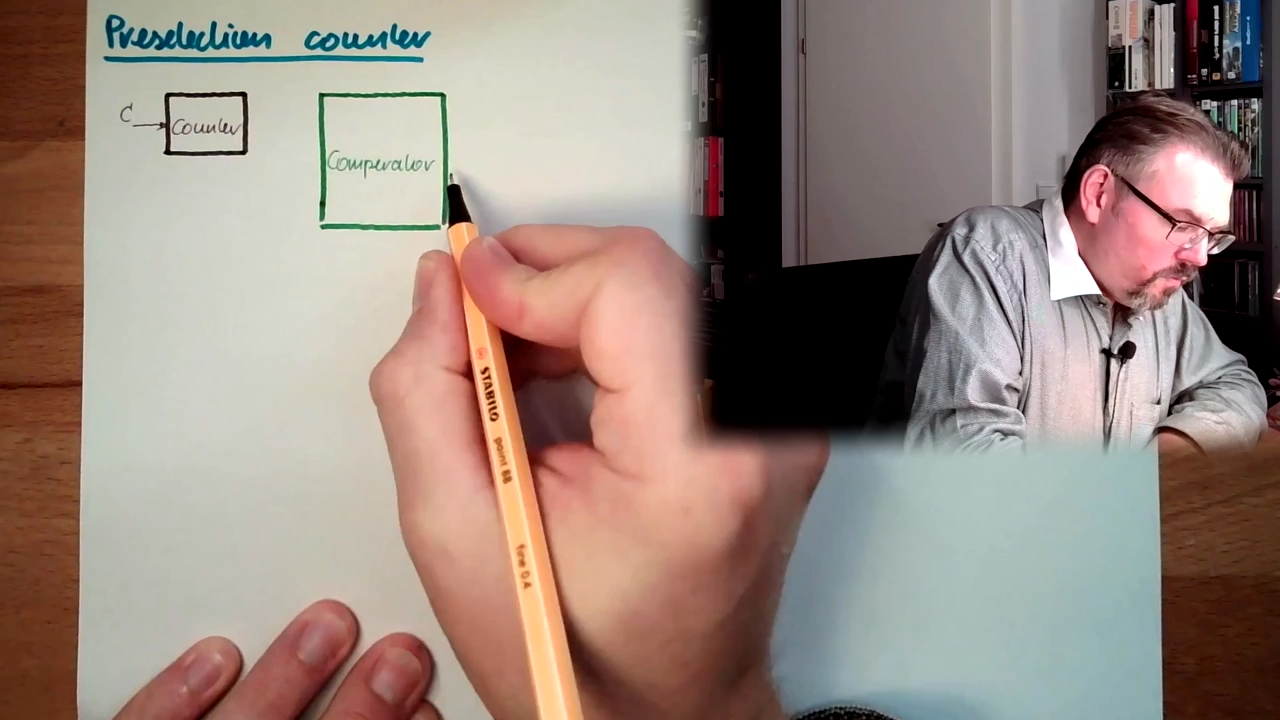 Preselection counter
C
Counter
Comperator
STABILO point 88 fine 0.4